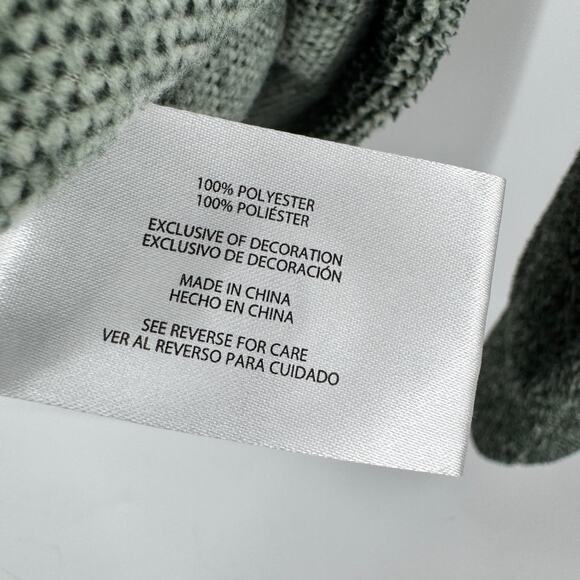 100% POLYESTER
100% POLIÉSTER
EXCLUSIVE OF DECORATION
EXCLUSIVO DE DECORACIÓN
MADE IN CHINA
HECHO EN CHINA
SEE REVERSE FOR CARE
VER AL REVERSO PARA CUIDADO